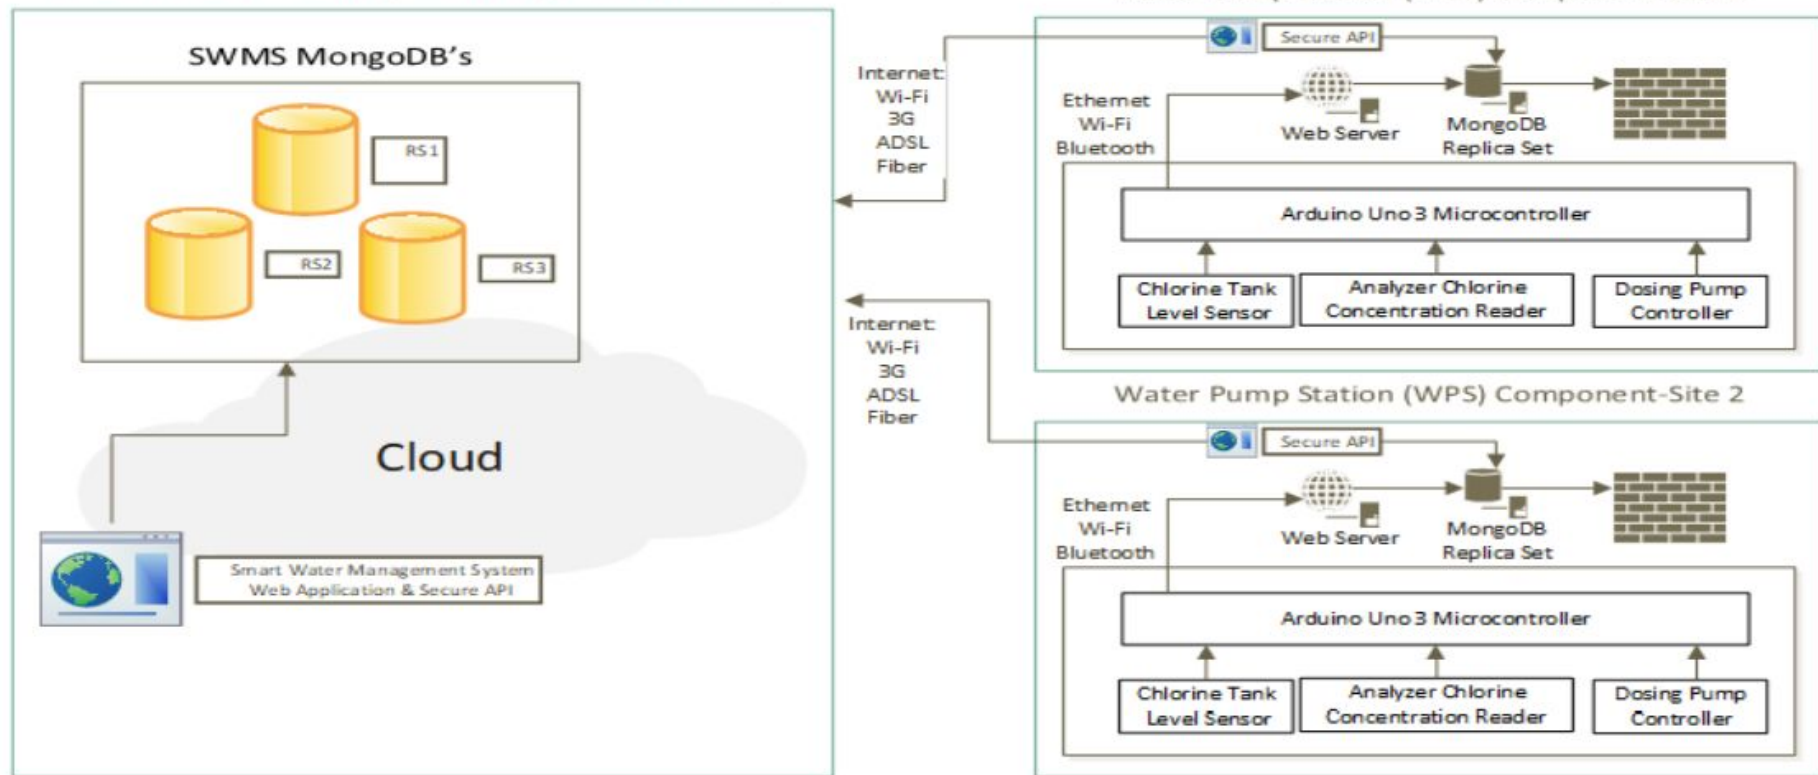 SWMS MongoDB's
RS1
RS2
RS3
Cloud
Smart Water Management System
Web Application & Secure API
Internet:
Wi-Fi
3G
ADSL
Fiber
Internet:
Wi-Fi
3G
ADSL
Fiber
Secure API
Ethernet
Wi-Fi
Bluetooth
Web Server
MongoDB
Replica Set
Arduino Uno 3 Microcontroller
Chlorine Tank
Level Sensor
Analyzer Chlorine
Concentration Reader
Dosing Pump
Controller
Water Pump Station (WPS) Component-Site 2
Secure API
Ethernet
Wi-Fi
Bluetooth
Web Server
MongoDB
Replica Set
Arduino Uno 3 Microcontroller
Chlorine Tank
Level Sensor
Analyzer Chlorine
Concentration Reader
Dosing Pump
Controller